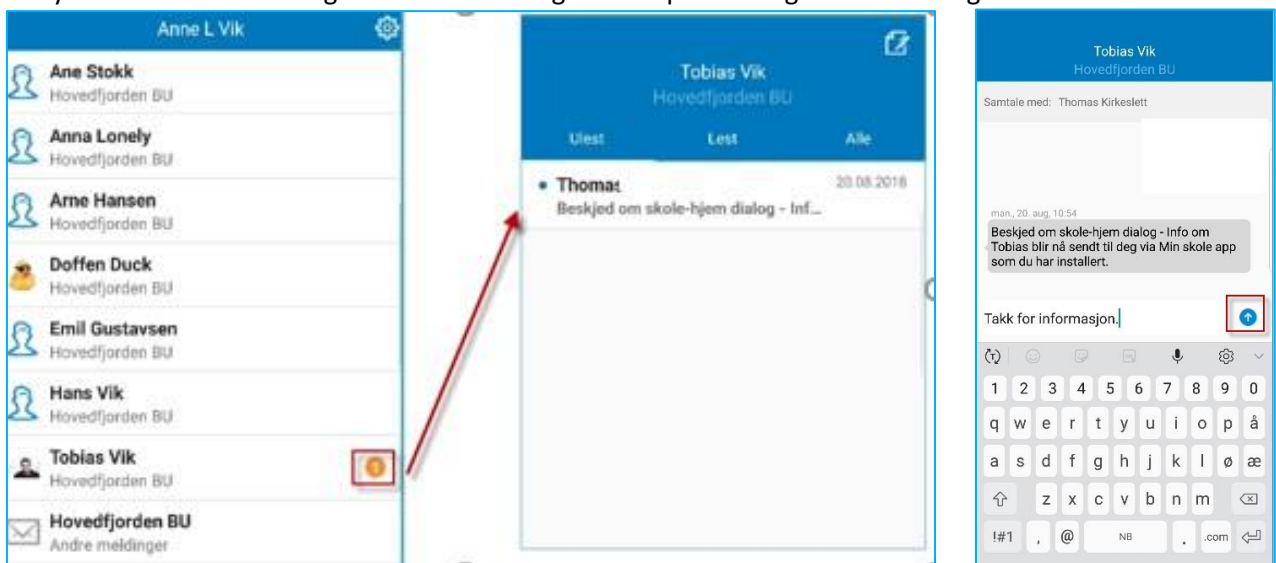 Anne L Vik
Ane Stokk
Hovedfjorden BU
Anna Lonely
Hovedfjorden BU
Arne Hansen
Hovedfjorden BU
Doffen Duck
Hovedfjorden BU
Emil Gustavsen
Hovedfjorden BU
Hans Vik
Hovedfjorden BU
Tobias Vik
Hovedfjorden BU
1
Hovedfjorden BU
Andre meldinger
Tobias Vik
Hovedfjorden BU
Ulest Lest Alle
Thomas 20.08.2018
Beskjed om skole-hjem dialog - Inf...
Tobias Vik
Hovedfjorden BU
Samtale med: Thomas Kirkeslett
man., 20. aug, 10:54
Beskjed om skole-hjem dialog - Info om
Tobias blir nå sendt til deg via Min skole app
som du har installert.
Takk for informasjon.
1 2 3 4 5 6 7 8 9 0
q w e r t y u i o p å
a s d f g h j k l ø æ
z x c v b n m
!#1 , @ NB . .com